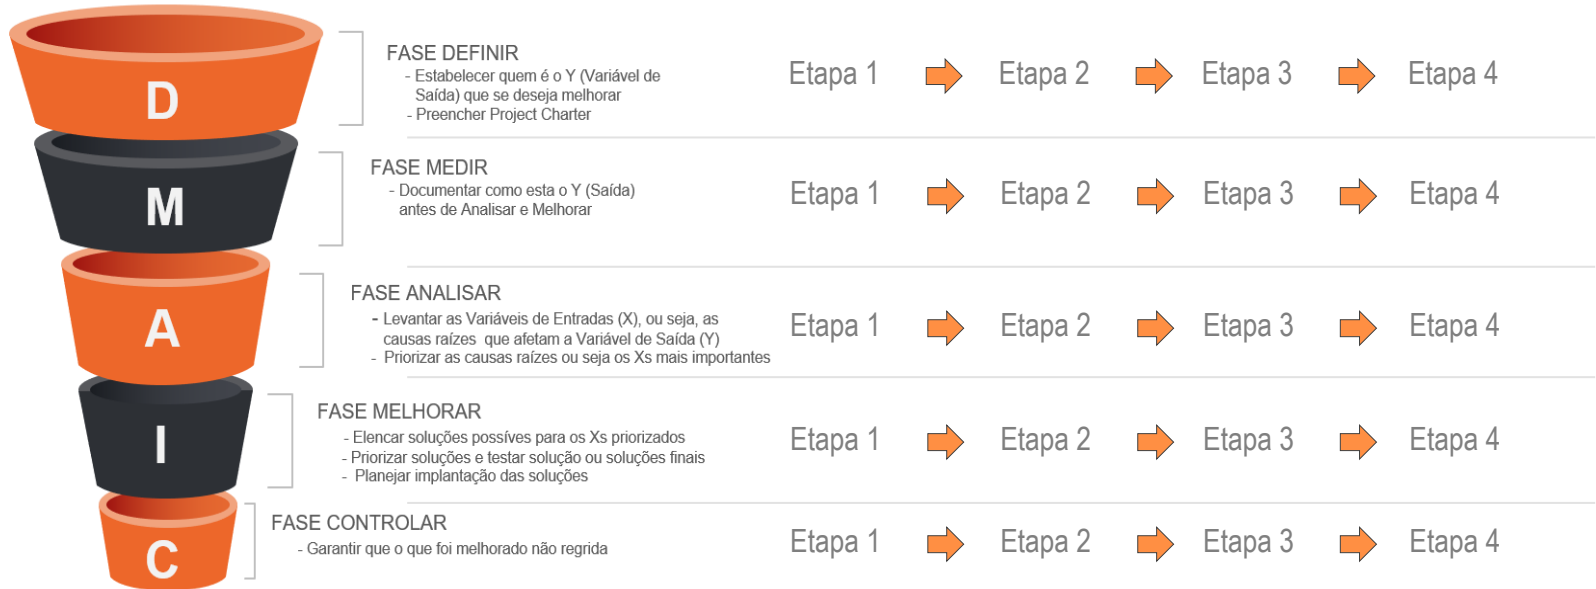 D
FASE DEFINIR
- Estabelecer quem é o Y (Variável de
Saída) que se deseja melhorar
- Preencher Project Charter
Etapa 1 Etapa 2 Etapa 3 Etapa 4
M
FASE MEDIR
- Documentar como esta o Y (Saída)
antes de Analisar e Melhorar
Etapa 1 Etapa 2 Etapa 3 Etapa 4
A
FASE ANALISAR
- Levantar as Variáveis de Entradas (X), ou seja, as
causas raízes que afetam a Variável de Saída (Y)
- Priorizar as causas raízes ou seja os Xs mais importantes
Etapa 1 Etapa 2 Etapa 3 Etapa 4
I
FASE MELHORAR
- Elencar soluções possíves para os Xs priorizados
- Priorizar soluções e testar solução ou soluções finais
- Planejar implantação das soluções
Etapa 1 Etapa 2 Etapa 3 Etapa 4
C
FASE CONTROLAR
- Garantir que o que foi melhorado não regrida
Etapa 1 Etapa 2 Etapa 3 Etapa 4